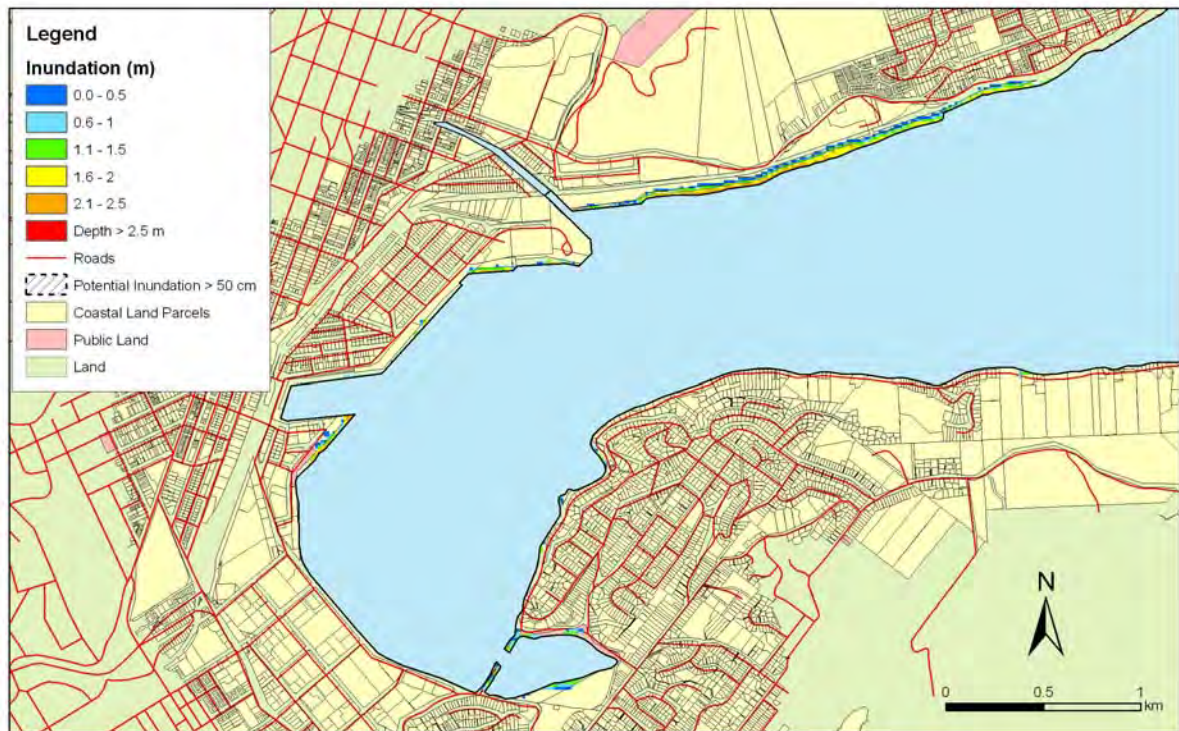 Legend
Inundation (m)
0.0 - 0.5
0.6 - 1
1.1 - 1.5
1.6 - 2
2.1 - 2.5
Depth > 2.5 m
Roads
Potential Inundation > 50 cm
Coastal Land Parcels
Public Land
Land
N
0 0.5 1
km